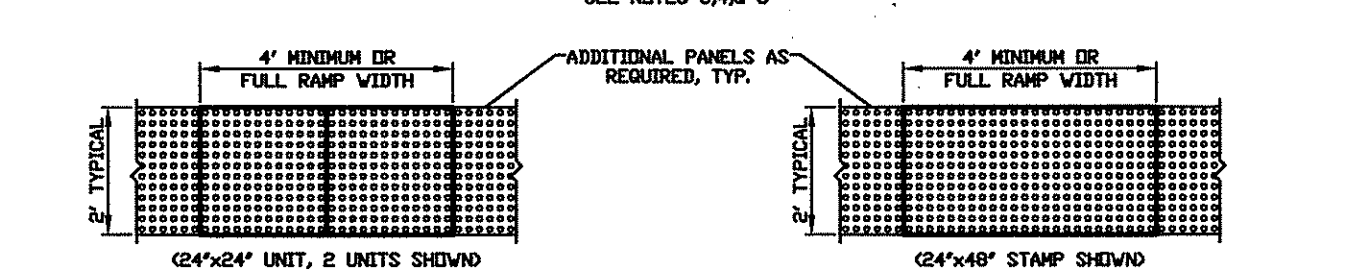 4' MINIMUM OR
FULL RAMP WIDTH
ADDITIONAL PANELS AS
REQUIRED, TYP.
4' MINIMUM OR
FULL RAMP WIDTH
2' TYPICAL
2' TYPICAL
(24"x24" UNIT, 2 UNITS SHOWN)
(24"x48" STAMP SHOWN)